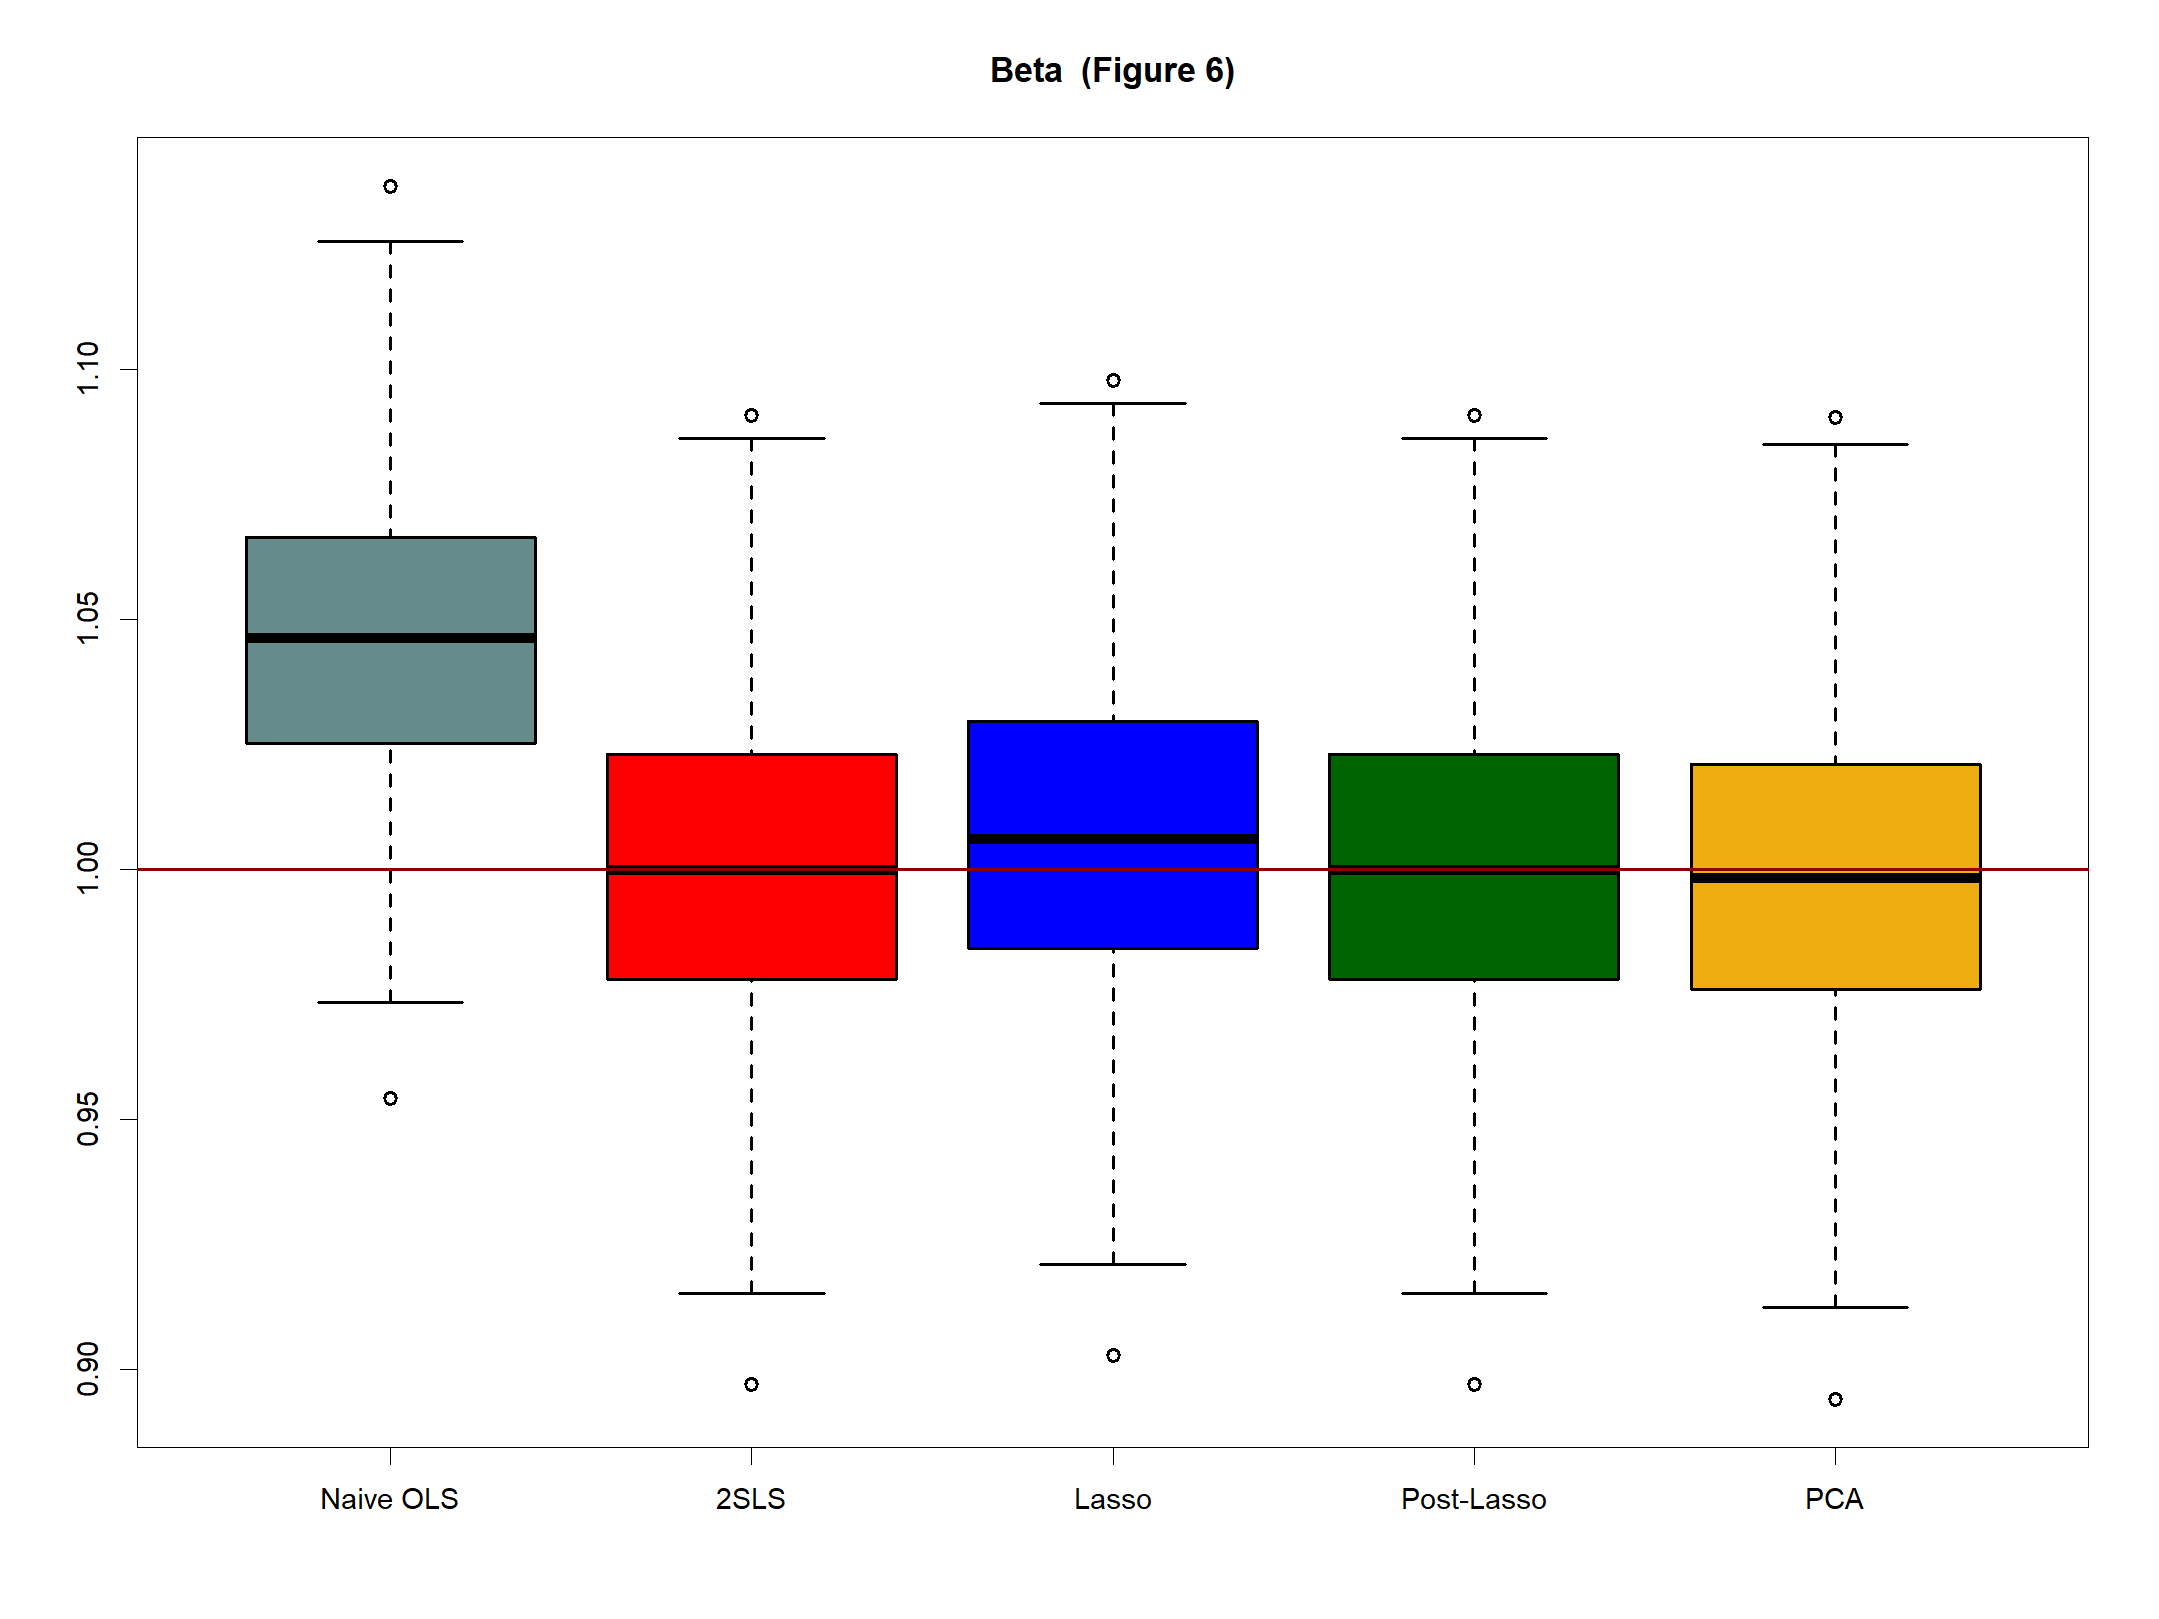 Beta  (Figure 6)
1.10
1.05
1.00
0.95
0.90
Naive OLS
2SLS
Lasso
Post-Lasso
PCA